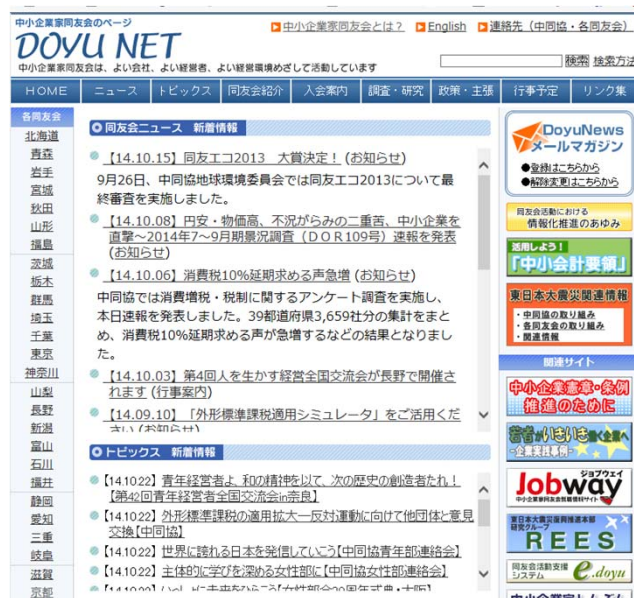 中小企業家同友会のページ
DOYU NET
中小企業家同友会は、よい会社、よい経営者、よい経営環境めざして活動しています
中小企業家同友会とは？
English
連絡先（中同協・各同友会）
検索 検索方法
HOME ニュース トピックス 同友会紹介 入会案内 調査・研究 政策・主張 行事予定 リンク集
各同友会
北海道
青森
岩手
宮城
秋田
山形
福島
茨城
栃木
群馬
埼玉
千葉
東京
神奈川
山梨
長野
新潟
富山
石川
福井
静岡
愛知
三重
岐阜
滋賀
京都
同友会ニュース 新着情報
【14.10.15】同友エコ2013 大賞決定！ (お知らせ)
9月26日、中同協地球環境委員会では同友エコ2013について最
終審査を実施しました。
【14.10.08】円安・物価高、不況がらみの二重苦、中小企業を
直撃～2014年7～9月期景況調査（ＤＯＲ109号）速報を発表
(お知らせ)
【14.10.06】消費税10%延期求める声急増 (お知らせ)
中同協では消費増税・税制に関するアンケート調査を実施し、
本日速報を発表しました。39都道府県3,659社分の集計をまと
め、消費税10%延期求める声が急増するなどの結果となりまし
た。
【14.10.03】第4回人を生かす経営全国交流会が長野で開催さ
れます (行事案内)
【14.09.10】「外形標準課税適用シミュレータ」をご活用くだ
さい (お知らせ)
トピックス 新着情報
【14.10.22】青年経営者よ、和の精神を以て、次の歴史の創造者たれ！
【第42回青年経営者全国交流会in奈良】
【14.10.22】外形標準課税の適用拡大―反対運動に向けて他団体と意見
交換【中同協】
【14.10.22】世界に誇れる日本を発信していこう【中同協青年部連絡会】
【14.10.22】主体的に学びを深める女性部に【中同協女性部連絡会】
DoyuNews
メールマガジン
●登録はこちらから
●解除変更はこちらから
同友会活動における
情報化推進のあゆみ
活用しよう！
「中小会計要領」
東日本大震災関連情報
・中同協の取り組み
・各同友会の取り組み
・関連情報
関連サイト
中小企業憲章・条例
推進のために
若者がいきいき働く企業へ
-企業実践事例-
ジョブウェイ
Jobway
中小企業家同友会就職情報サイト
東日本大震災復興推進本部
研究グループ
REES
同友会活動支援
システム
e.doyu